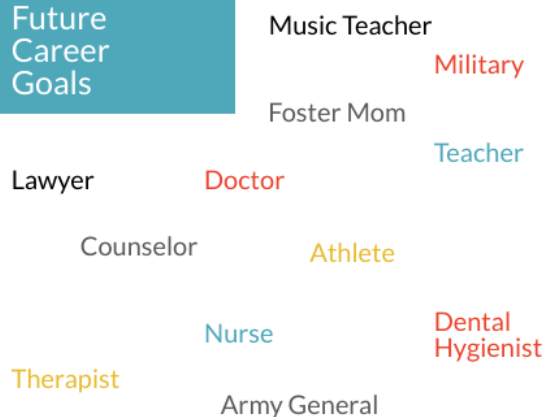 Future
Career
Goals
Music Teacher
Military
Foster Mom
Teacher
Lawyer
Doctor
Counselor
Athlete
Nurse
Dental
Hygienist
Therapist
Army General